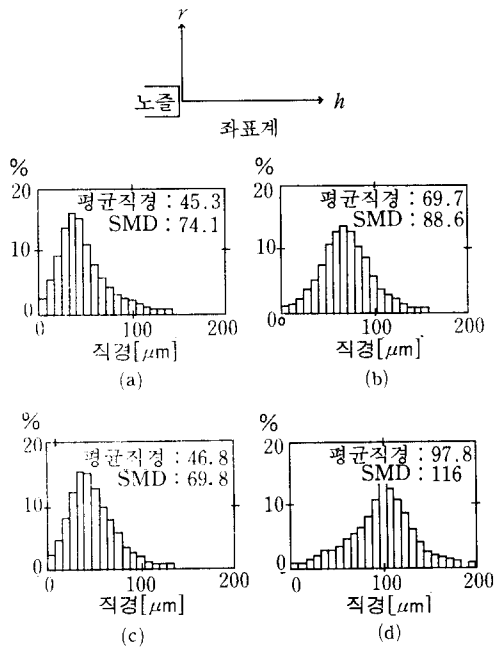 r
노즐
h
좌표계
%
20
10
0
평균직경 : 45.3
SMD : 74.1
0
100
200
직경[μm]
(a)
%
20
10
0
평균직경 : 69.7
SMD : 88.6
0
100
200
직경[μm]
(b)
%
20
10
0
평균직경 : 46.8
SMD : 69.8
0
100
200
직경[μm]
(c)
%
20
10
0
평균직경 : 97.8
SMD : 116
0
100
200
직경[μm]
(d)